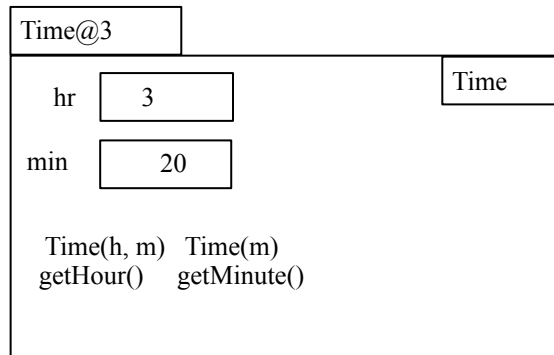 Time@3
Time
hr 3
min 20
Time(h, m) Time(m)
getHour() getMinute()